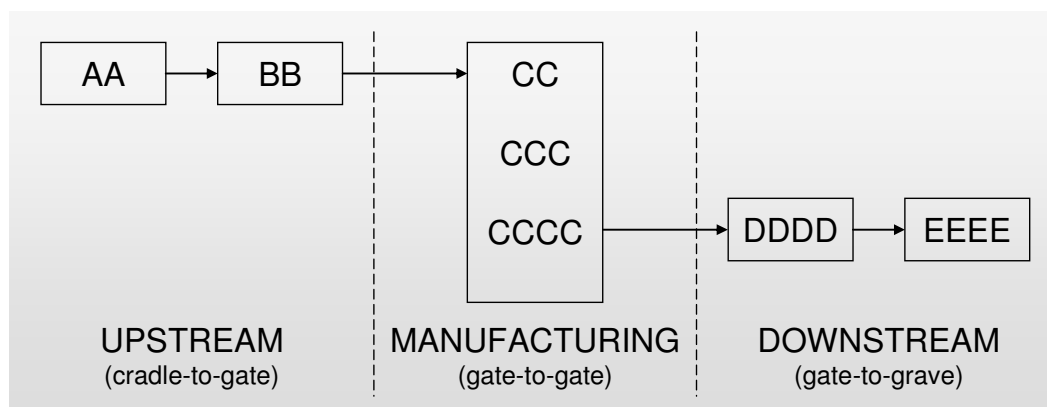 AA
BB
CC
CCC
CCCC
DDDD
EEEE
UPSTREAM
(cradle-to-gate)
MANUFACTURING
(gate-to-gate)
DOWNSTREAM
(gate-to-grave)